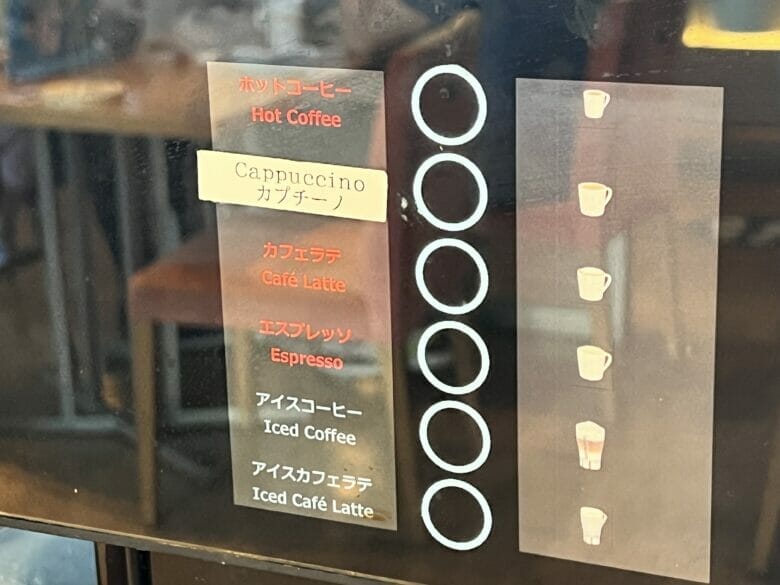 ホットコーヒー
Hot Coffee
Cappuccino
カプチーノ
カフェラテ
Café Latte
エスプレッソ
Espresso
アイスコーヒー
Iced Coffee
アイスカフェラテ
Iced Café Latte